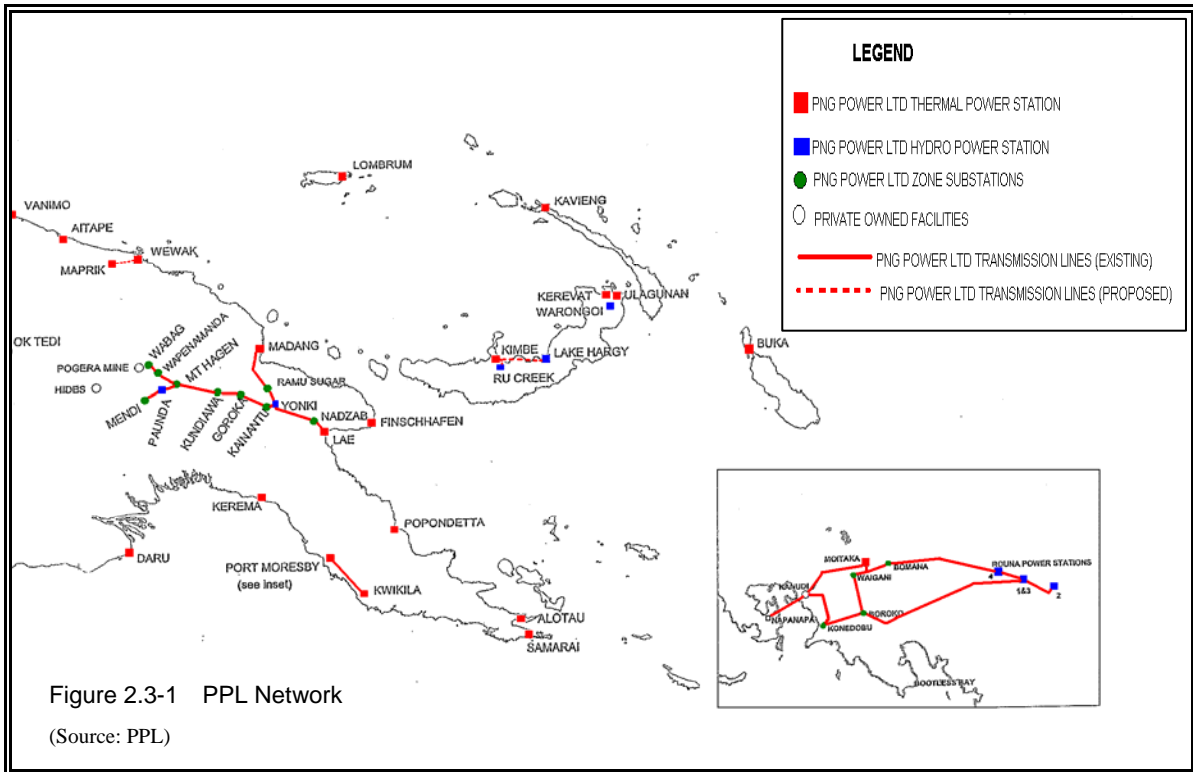 LEGEND
PNG POWER LTD THERMAL POWER STATION
PNG POWER LTD HYDRO POWER STATION
PNG POWER LTD ZONE SUBSTATIONS
PRIVATE OWNED FACILITIES
PNG POWER LTD TRANSMISSION LINES (EXISTING)
PNG POWER LTD TRANSMISSION LINES (PROPOSED)
LOMBRUM
VANIMO
AITAPE
WEWAK
MAPRIK
KAVIENG
KEREVAT
ULAGUNAN
WARONGOI
OK TEDI
POGERA MINE
HIDBS
WABAG
WAPENAMANDA
MT HAGEN
MADANG
KIMBE
LAKE HARGY
RU CREEK
BUKA
RAMU SUGAR
YONKI
NADZAB
LAE
FINSCHHAFEN
MENDI
PAUNDA
KUNDIAWA
GOROKA
KAINANTU
KEREMA
POPONDETTA
DARU
PORT MORESBY
(see inset)
KWIKILA
ALOTAU
SAMARAI
MOITAKA
BOMANA
ROUNA POWER STATIONS
WAIGANI
4
1&3
2
KANUDI
NAPANAPA
BOROKO
KONEDOBU
BOOTLESS BAY
Figure 2.3-1 PPL Network
(Source: PPL)